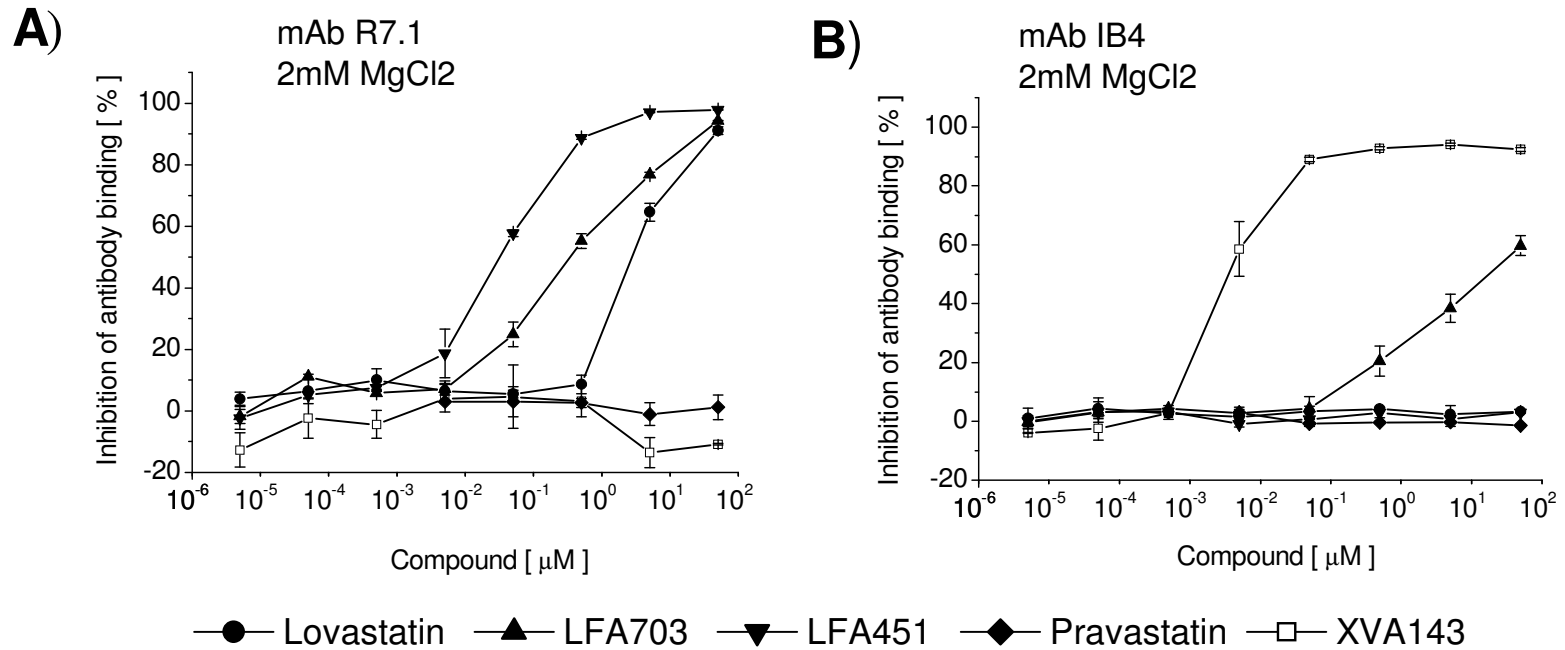 A)
mAb R7.1
2mM MgCl2
Inhibition of antibody binding [ % ]
100
80
60
40
20
0
-20
10-6 10-5 10-4 10-3 10-2 10-1 100 101 102
Compound [ μM ]
B)
mAb IB4
2mM MgCl2
Inhibition of antibody binding [ % ]
100
80
60
40
20
0
-20
10-6 10-5 10-4 10-3 10-2 10-1 100 101 102
Compound [ μM ]
Lovastatin LFA703 LFA451 Pravastatin XVA143